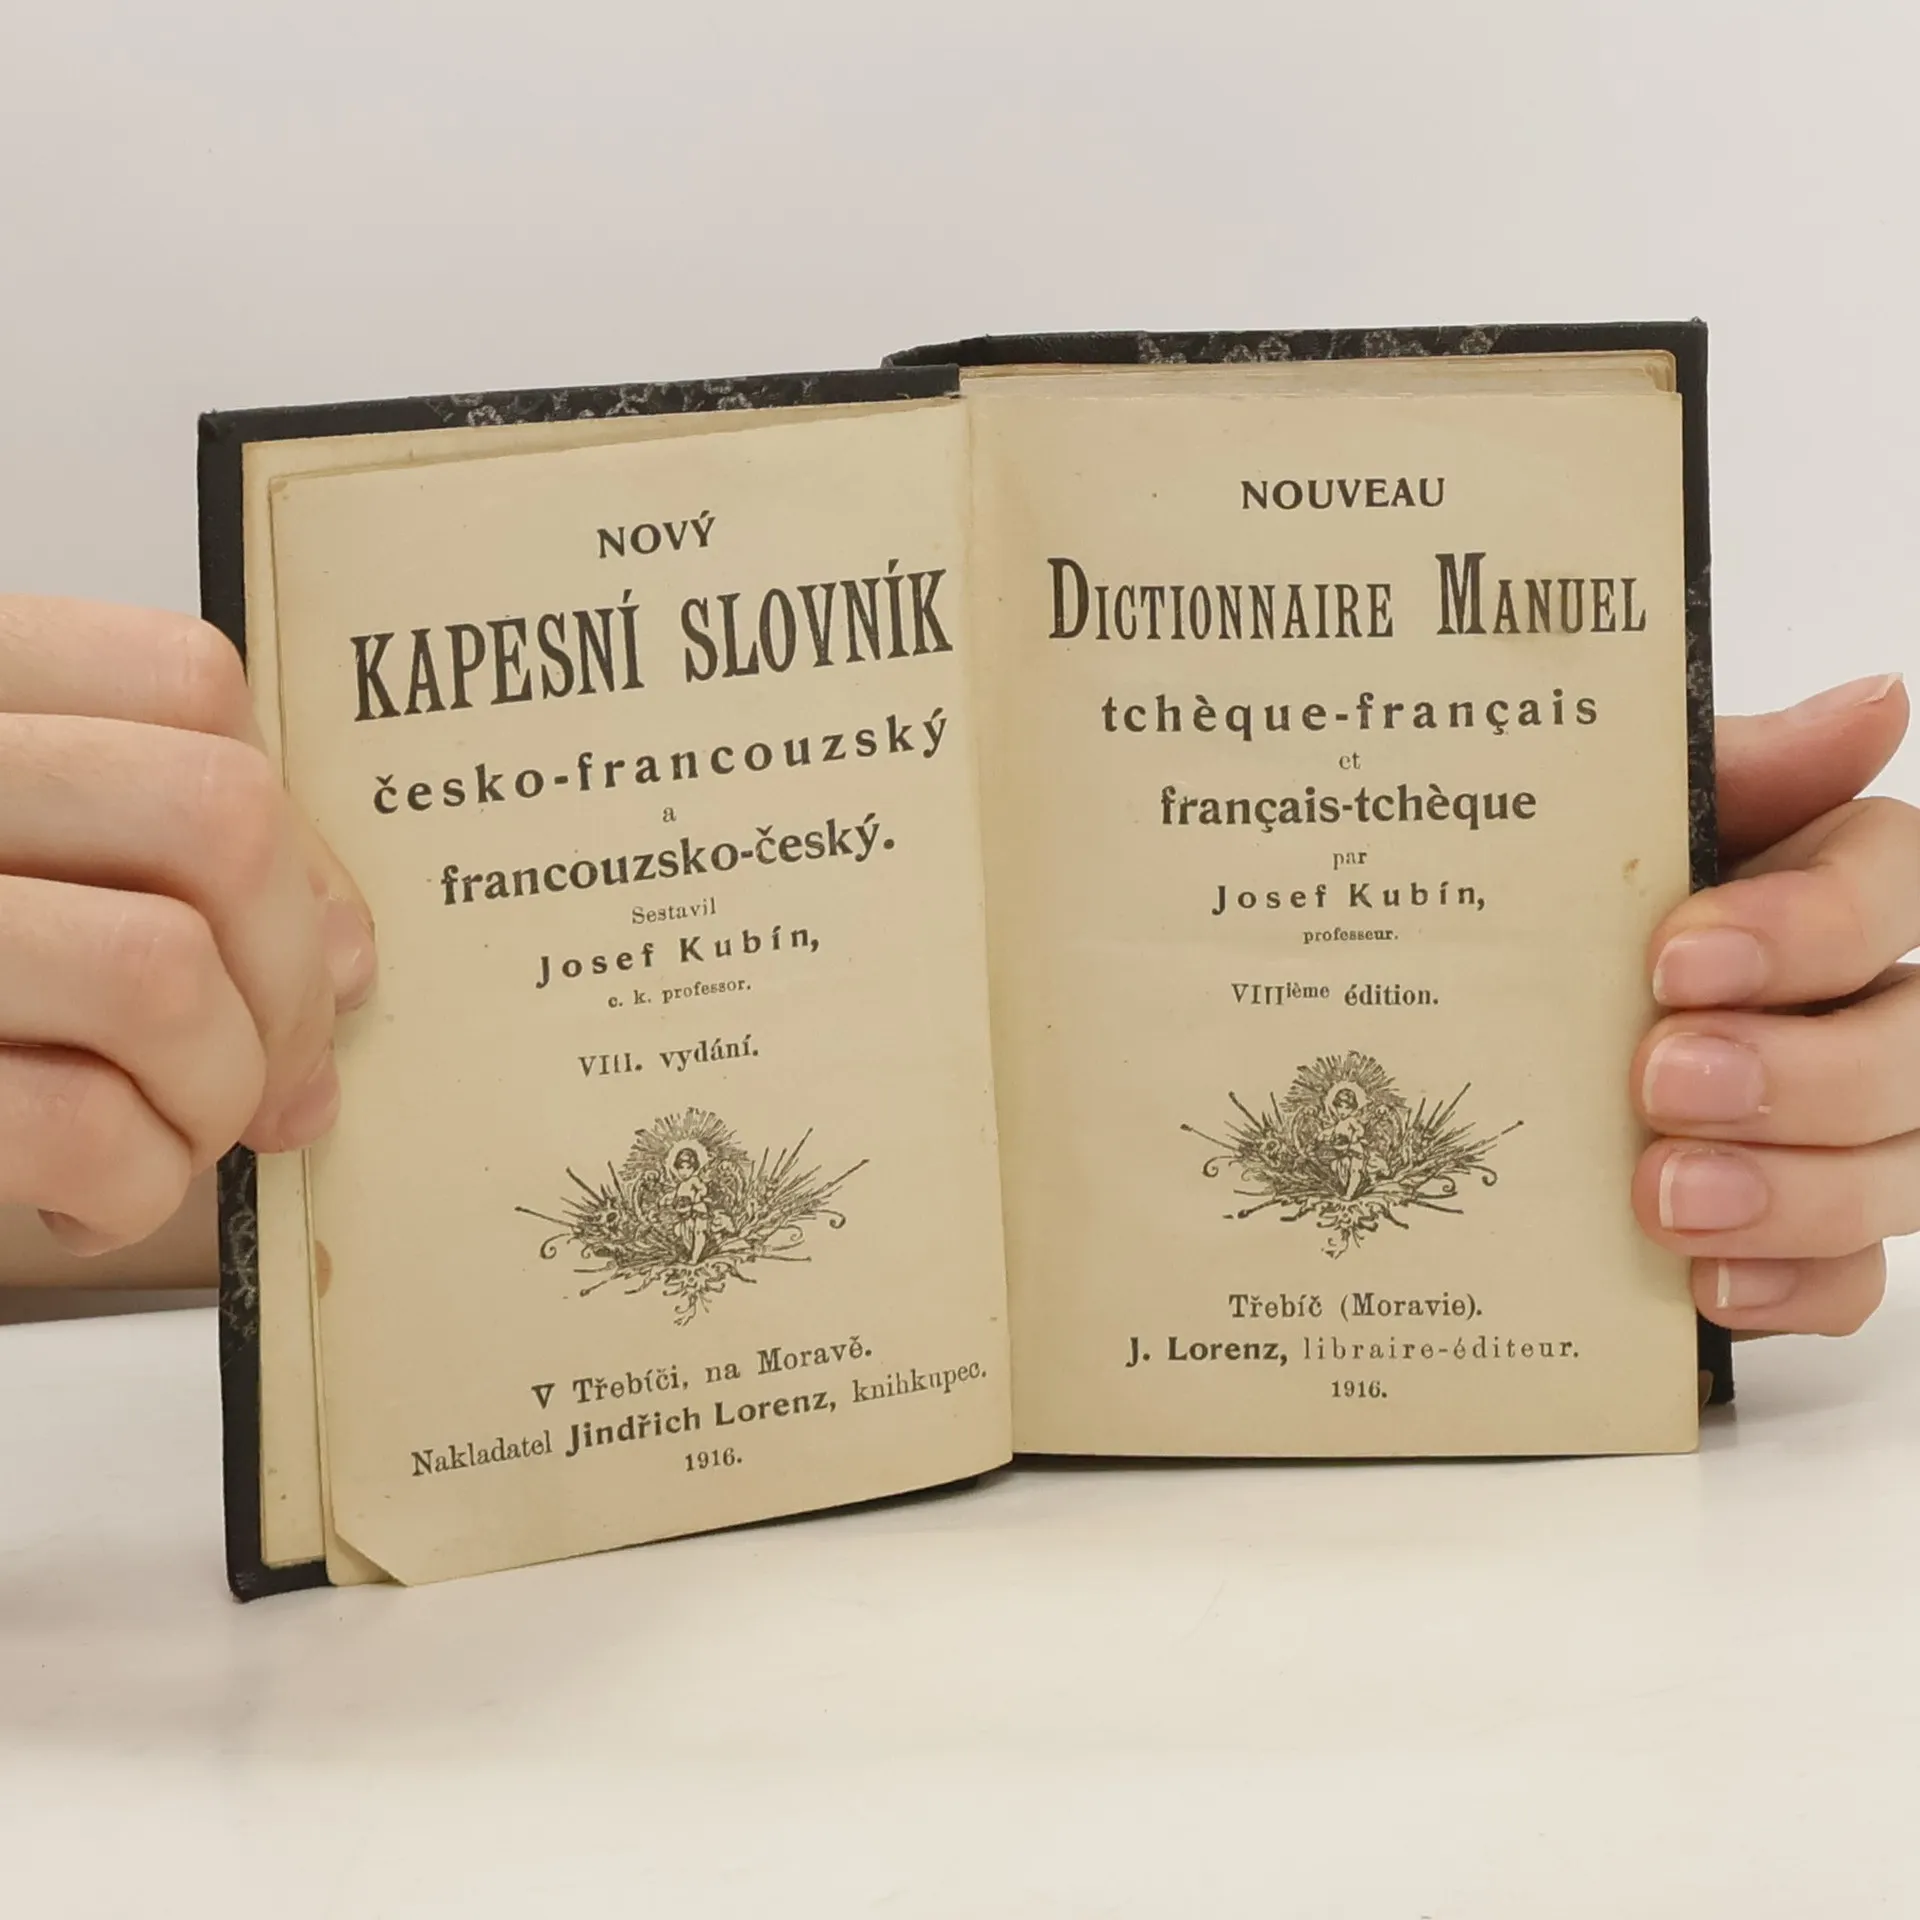 NOVÝ
KAPESNÍ SLOVNÍK
česko-francouzský
a
francouzsko-český.
Sestavil
Josef Kubín,
c. k. professor.
VIII. vydání.
V Třebíči, na Moravě.
Nakladatel Jindřich Lorenz, knihkupec.
1916.
NOUVEAU
DICTIONNAIRE MANUEL
tchèque-français
et
français-tchèque
par
Josef Kubín,
professeur.
VIIIième édition.
Třebíč (Moravie).
J. Lorenz, libraire-éditeur.
1916.